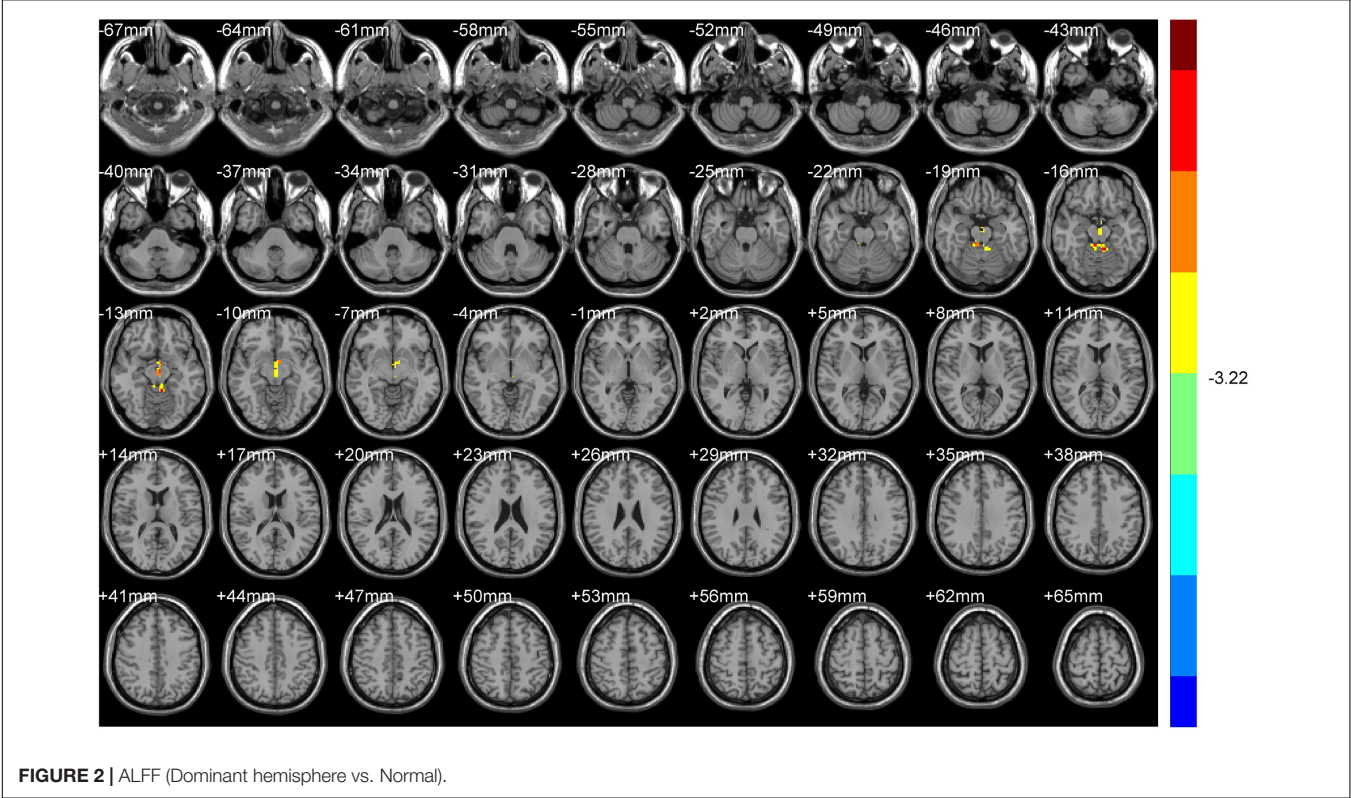 -67mm -64mm -61mm -58mm -55mm -52mm -49mm -46mm -43mm
-40mm -37mm -34mm -31mm -28mm -25mm -22mm -19mm -16mm
-13mm -10mm -7mm -4mm -1mm +2mm +5mm +8mm +11mm
-3.22
+14mm +17mm +20mm +23mm +26mm +29mm +32mm +35mm +38mm
+41mm +44mm +47mm +50mm +53mm +56mm +59mm +62mm +65mm
FIGURE 2 | ALFF (Dominant hemisphere vs. Normal).